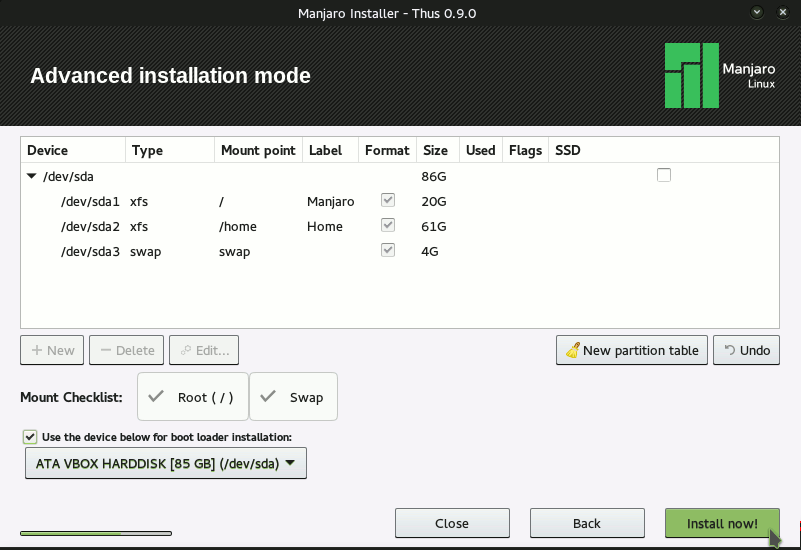 Manjaro Installer - Thus 0.9.0
Advanced installation mode
Manjaro
Linux
Device Type Mount point Label Format Size Used Flags SSD
/dev/sda 86G
/dev/sda1 xfs / Manjaro 20G
/dev/sda2 xfs /home Home 61G
/dev/sda3 swap swap 4G
New Delete Edit... New partition table Undo
Mount Checklist: Root ( / ) Swap
Use the device below for boot loader installation:
ATA VBOX HARDDISK [85 GB] (/dev/sda)
Close Back Install now!